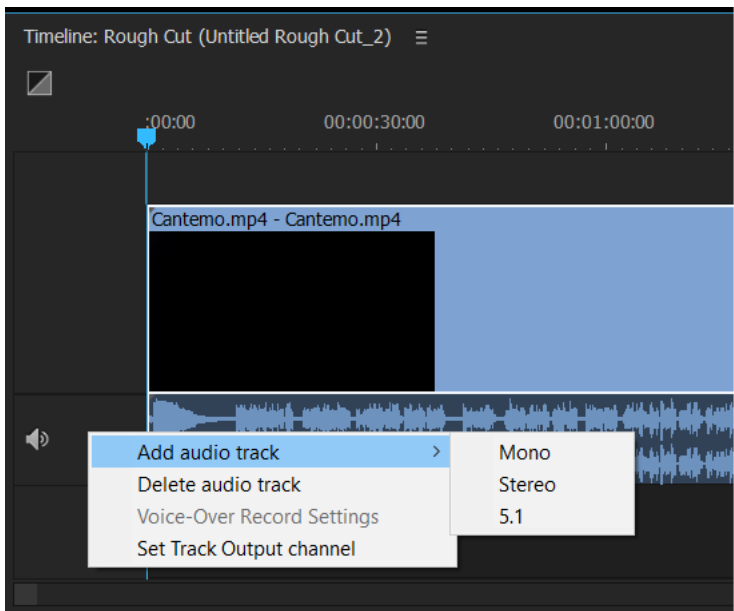 Timeline: Rough Cut (Untitled Rough Cut_2)
:00:00 00:00:30:00 00:01:00:00
Cantemo.mp4 - Cantemo.mp4
Add audio track
Delete audio track
Voice-Over Record Settings
Set Track Output channel
Mono
Stereo
5.1